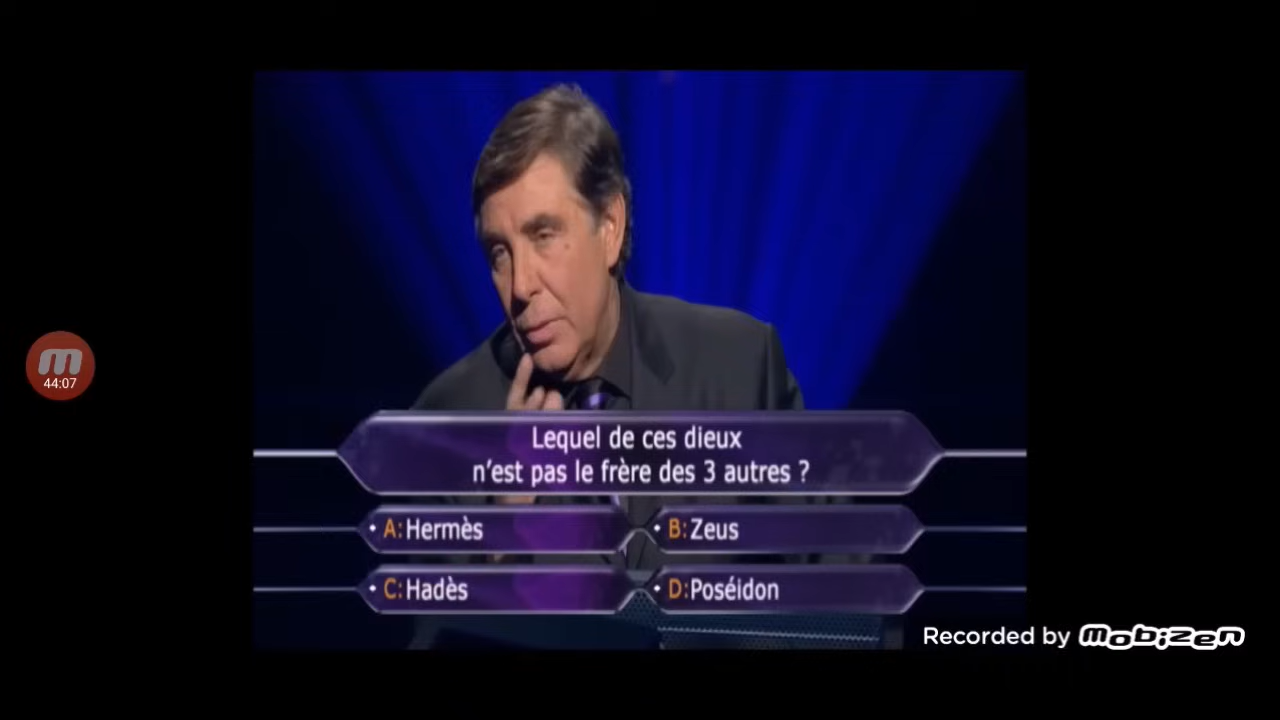 Lequel de ces dieux
n'est pas le frère des 3 autres ?
A: Hermès
B: Zeus
C: Hadès
D: Poséidon
44:07
Recorded by mobizen